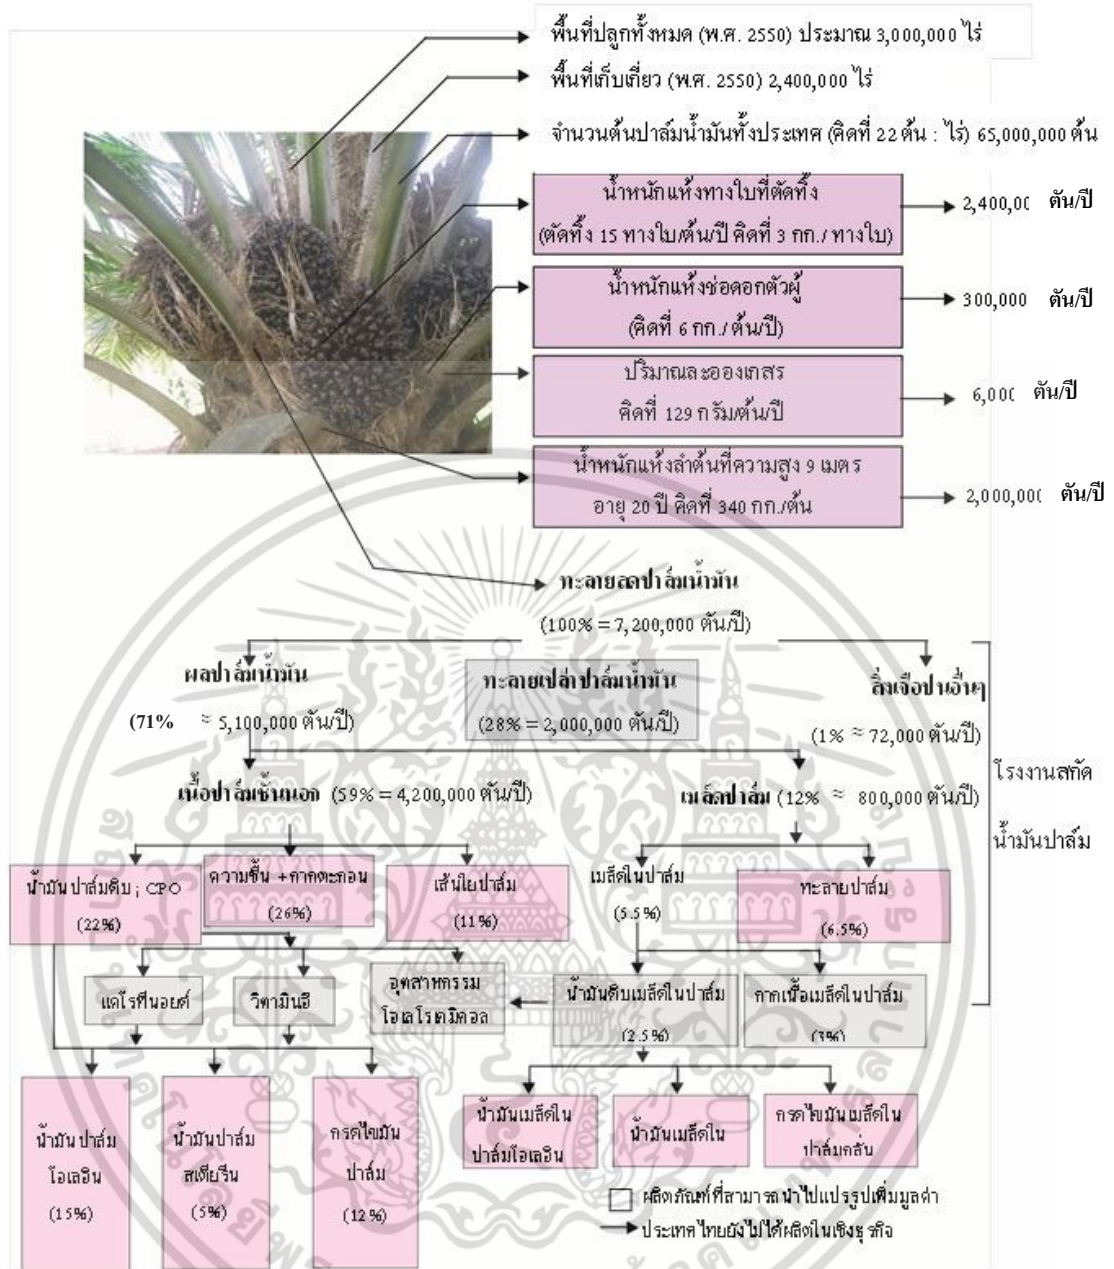 พื้นที่ปลูกทั้งหมด (พ.ศ. 2550) ประมาณ 3,000,000 ไร่
พื้นที่เก็บเกี่ยว (พ.ศ. 2550) 2,400,000 ไร่
จำนวนต้นปาล์มน้ำมันทั้งประเทศ (คิดที่ 22 ต้น : ไร่) 65,000,000 ต้น
น้ำหนักแห้งทางใบที่ตัดทิ้ง
(ตัดทิ้ง 15 ทางใบ/ต้น/ปี คิดที่ 3 กก./ ทางใบ)
2,400,00 ตัน/ปี
น้ำหนักแห้งช่อดอกตัวผู้
(คิดที่ 6 กก./ ต้น/ปี)
300,000 ตัน/ปี
ปริมาณละอองเกสร
คิดที่ 129 กรัม/ต้น/ปี
6,000 ตัน/ปี
น้ำหนักแห้งลำต้นที่ความสูง 9 เมตร
อายุ 20 ปี คิดที่ 340 กก./ต้น
2,000,000 ตัน/ปี
ทะลายสดปาล์มน้ำมัน
(100% = 7,200,000 ตัน/ปี)
ผลปาล์มน้ำมัน
(71% ≈ 5,100,000 ตัน/ปี)
ทะลายเปล่าปาล์มน้ำมัน
(28% = 2,000,000 ตัน/ปี)
สิ่งเจือปนอื่นๆ
(1% ≈ 72,000 ตัน/ปี)
โรงงานสกัด
น้ำมันปาล์ม
เนื้อปาล์มชั้นนอก (59% = 4,200,000 ตัน/ปี)
เมล็ดปาล์ม (12% ≈ 800,000 ตัน/ปี)
น้ำมันปาล์มดิบ ; CPO
(22%)
ความชื้น +กากตะกอน
(26%)
เส้นใยปาล์ม
(11%)
เมล็ดในปาล์ม
(5.5%)
ทะลายปาล์ม
(6.5%)
แคโรทีนอยด์
วิตามินอี
อุตสาหกรรม
โอเลโรเคมิคอล
น้ำมันดิบเมล็ดในปาล์ม
(2.5%)
กากเนื้อเมล็ดในปาล์ม
(3%)
น้ำมันปาล์ม
โอเลอิน
(15%)
น้ำมันปาล์ม
สเตียรีน
(5%)
กรดไขมัน
ปาล์ม
(12%)
น้ำมันเมล็ดใน
ปาล์มโอเลอิน
น้ำมันเมล็ดใน
กรดไขมันเมล็ดใน
ปาล์มกลั่น
ผลิตภัณฑ์ที่สามารถนำไปแปรรูปเพิ่มมูลค่า
ประเทศไทยยังไม่ได้ผลิตในเชิงธุรกิจ